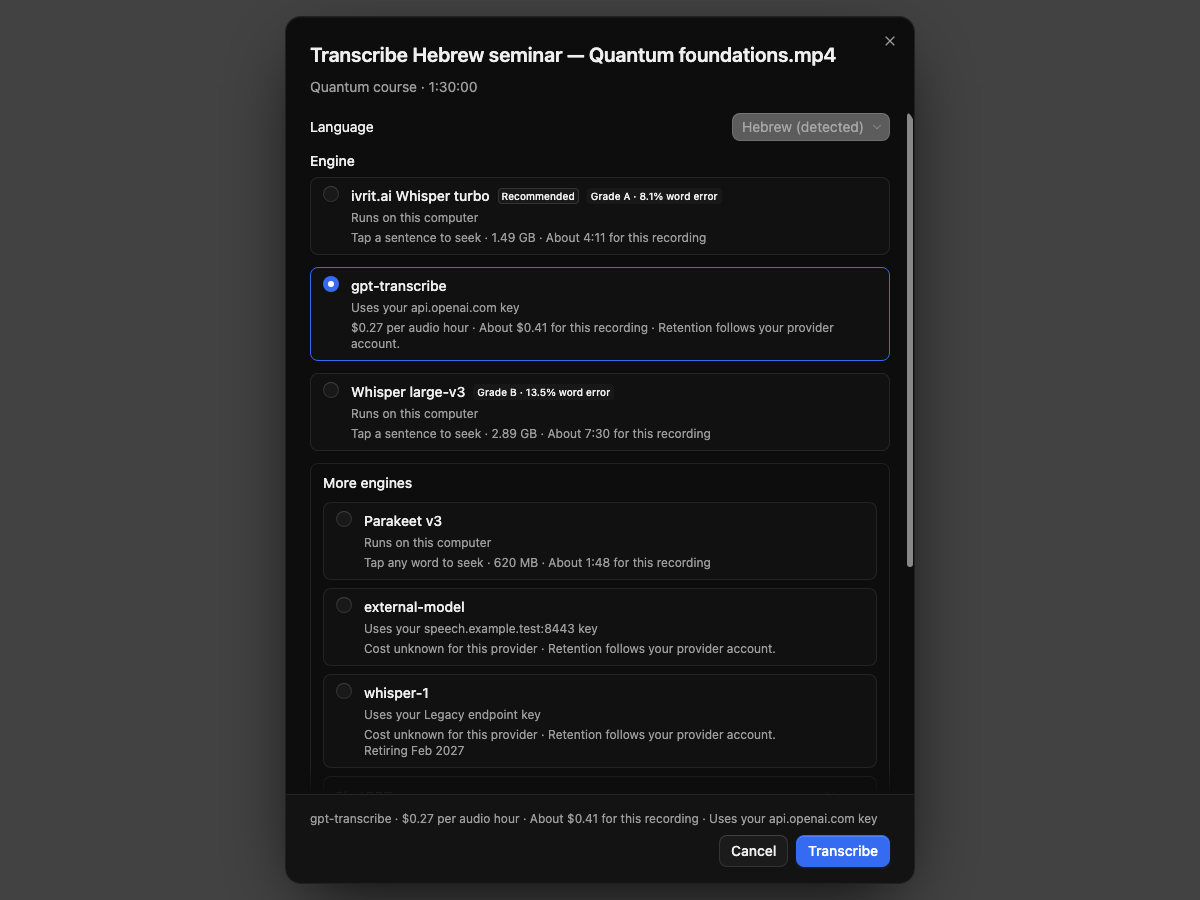 Transcribe Hebrew seminar — Quantum foundations.mp4
Quantum course · 1:30:00
Language
Hebrew (detected)
Engine
ivrit.ai Whisper turbo Recommended Grade A · 8.1% word error
Runs on this computer
Tap a sentence to seek · 1.49 GB · About 4:11 for this recording
gpt-transcribe
Uses your api.openai.com key
$0.27 per audio hour · About $0.41 for this recording · Retention follows your provider
account.
Whisper large-v3 Grade B · 13.5% word error
Runs on this computer
Tap a sentence to seek · 2.89 GB · About 7:30 for this recording
More engines
Parakeet v3
Runs on this computer
Tap any word to seek · 620 MB · About 1:48 for this recording
external-model
Uses your speech.example.test:8443 key
Cost unknown for this provider · Retention follows your provider account.
whisper-1
Uses your Legacy endpoint key
Cost unknown for this provider · Retention follows your provider account.
Retiring Feb 2027
gpt-transcribe · $0.27 per audio hour · About $0.41 for this recording · Uses your api.openai.com key
Cancel
Transcribe